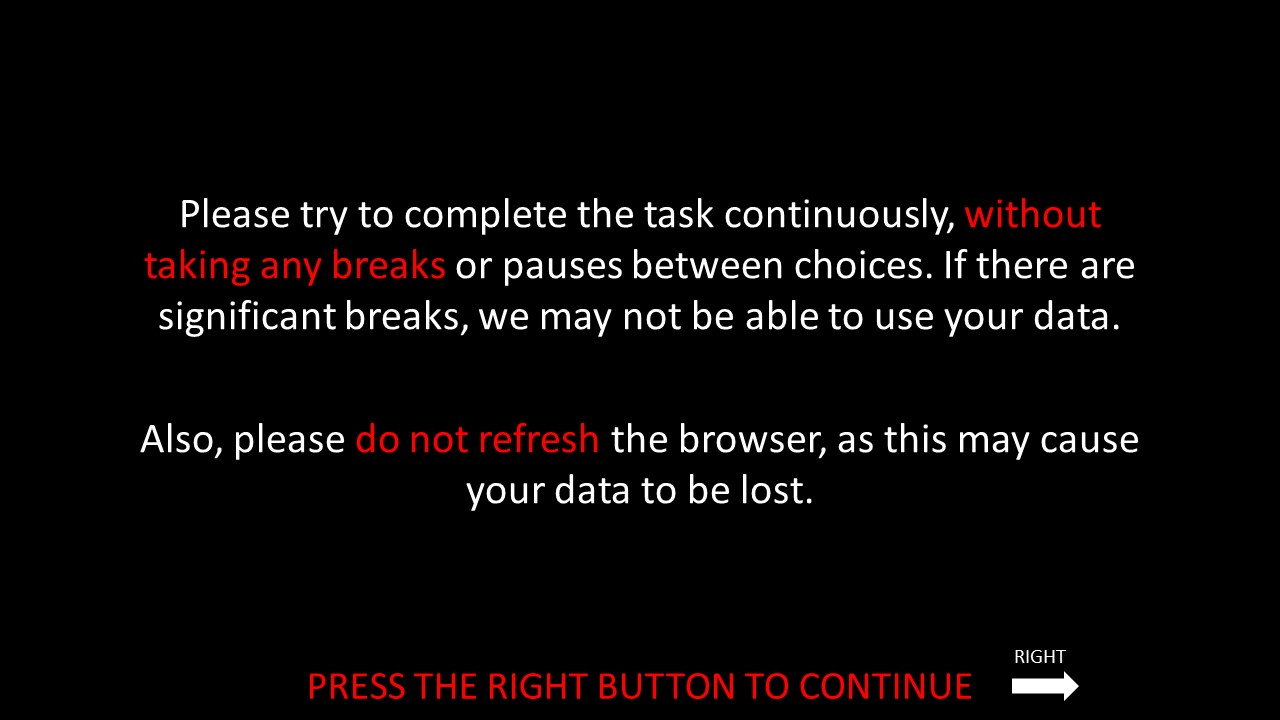 Please try to complete the task continuously, without
taking any breaks or pauses between choices. If there are
significant breaks, we may not be able to use your data.
Also, please do not refresh the browser, as this may cause
your data to be lost.
RIGHT
PRESS THE RIGHT BUTTON TO CONTINUE